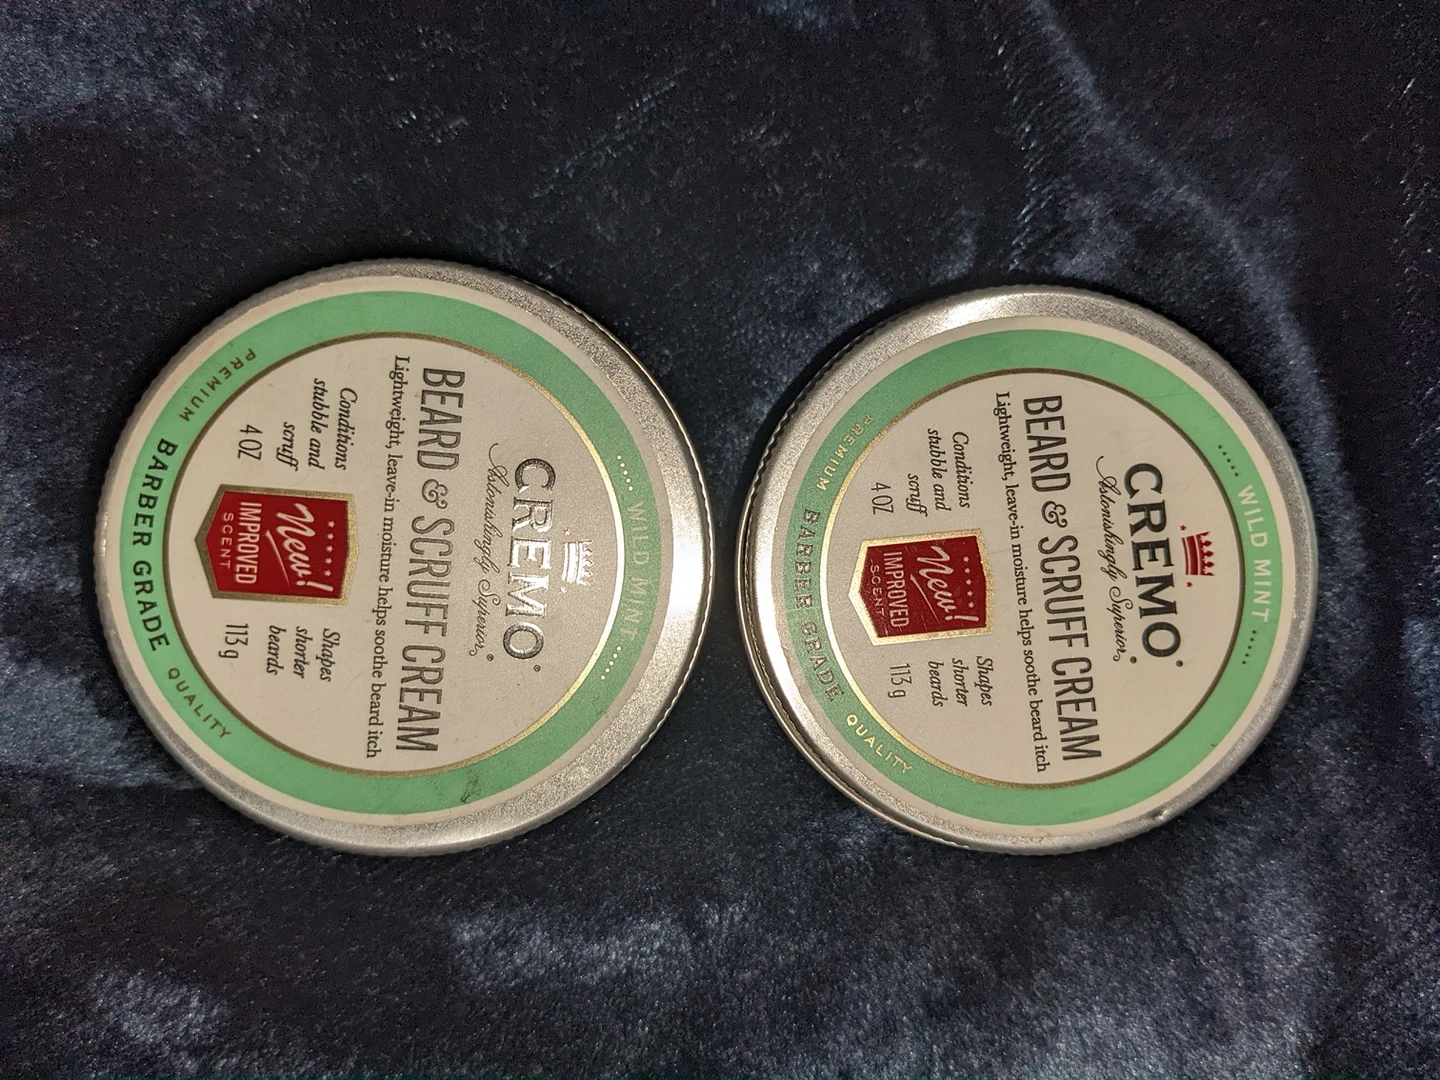 WILD MINT
CREMO
Astonishingly Superior
BEARD & SCRUFF CREAM
Lightweight, leave-in moisture helps soothe beard itch
Conditions
stubble and
scruff
4 OZ
New!
IMPROVED
SCENT
Shapes
shorter
beards
113 g
PREMIUM BARBER GRADE QUALITY
WILD MINT
CREMO
Astonishingly Superior
BEARD & SCRUFF CREAM
Lightweight, leave-in moisture helps soothe beard itch
Conditions
stubble and
scruff
4 OZ
New!
IMPROVED
SCENT
Shapes
shorter
beards
113 g
PREMIUM BARBER GRADE QUALITY